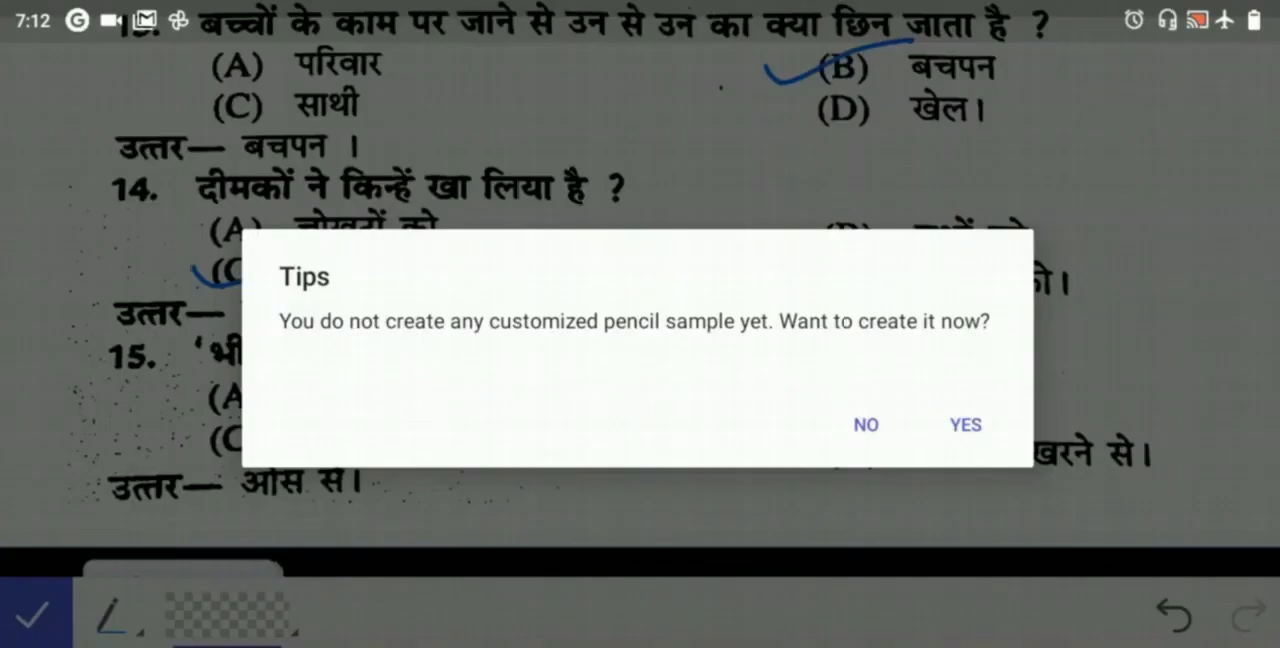 7:12
13. बच्चों के काम पर जाने से उन से उन का क्या छिन जाता है ?
(A) परिवार (B) बचपन
(C) साथी (D) खेल।
उत्तर— बचपन ।
14. दीमकों ने किन्हें खा लिया है ?
(A)
(C
उत्तर—
Tips
You do not create any customized pencil sample yet. Want to create it now?
NO YES
15. 'भी
(A
(C खरने से।
उत्तर— ओस से।